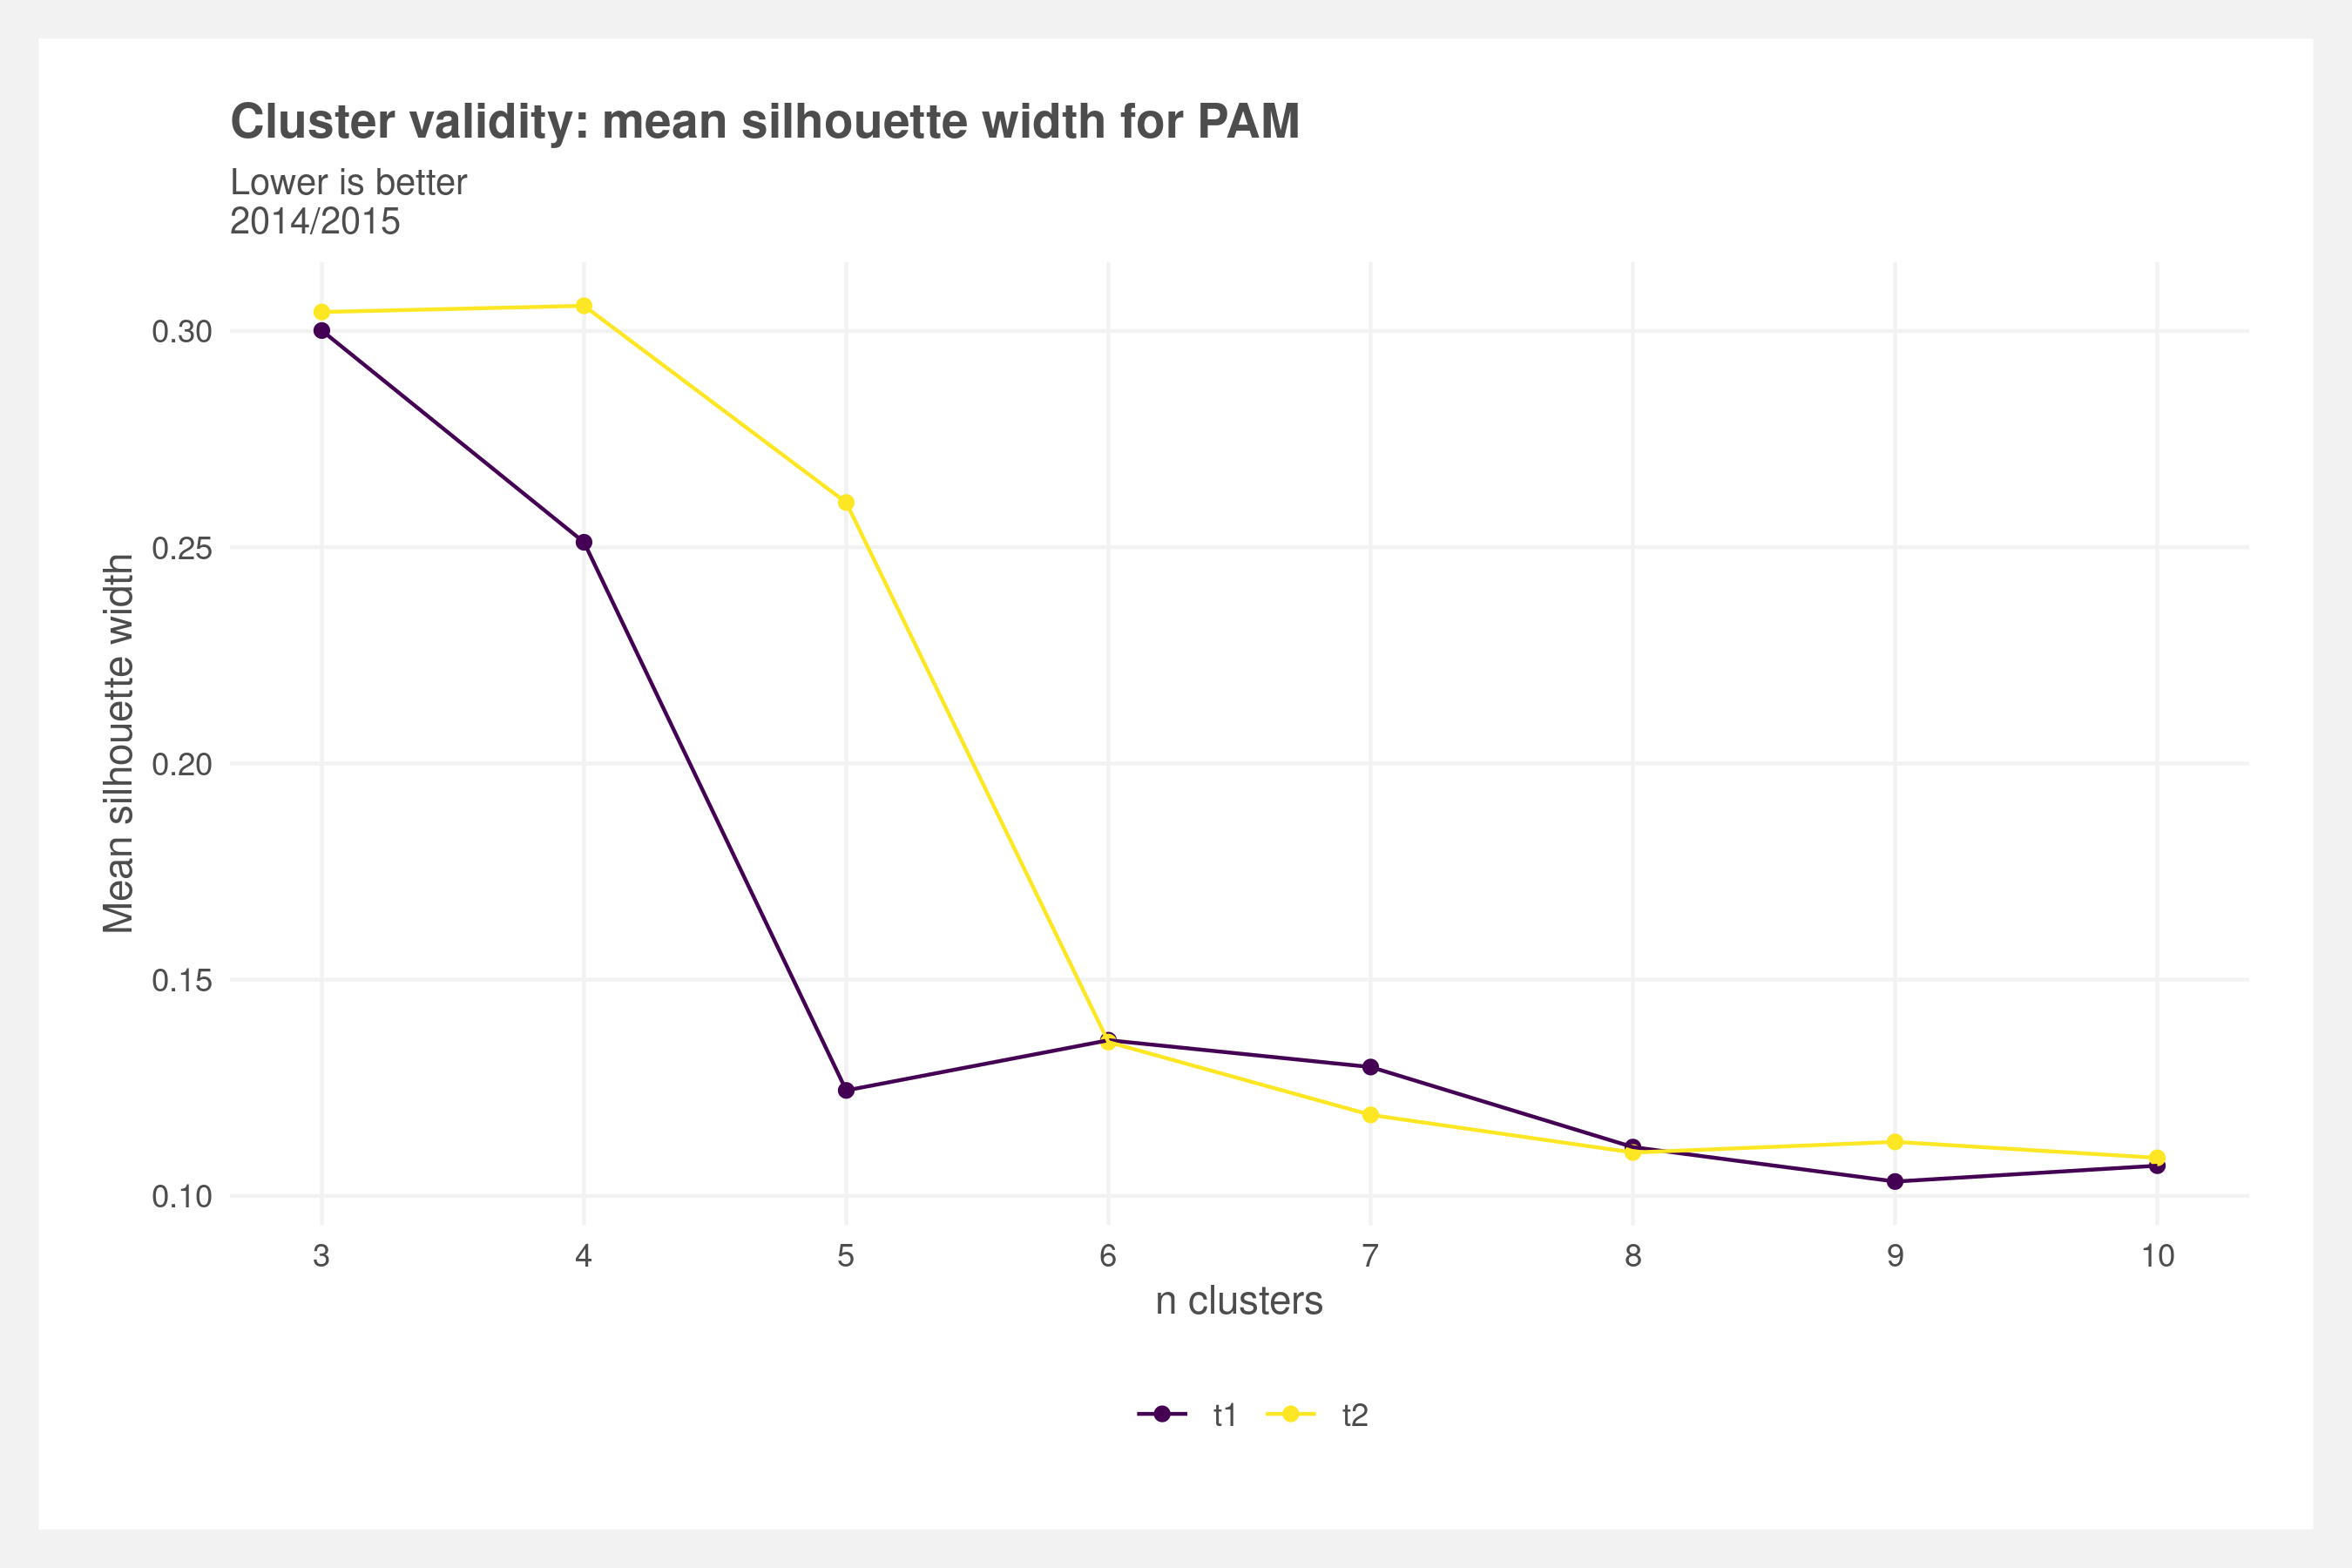 Cluster validity: mean silhouette width for PAM
Lower is better
2014/2015
Mean silhouette width
0.30
0.25
0.20
0.15
0.10
3 4 5 6 7 8 9 10
n clusters
t1 t2